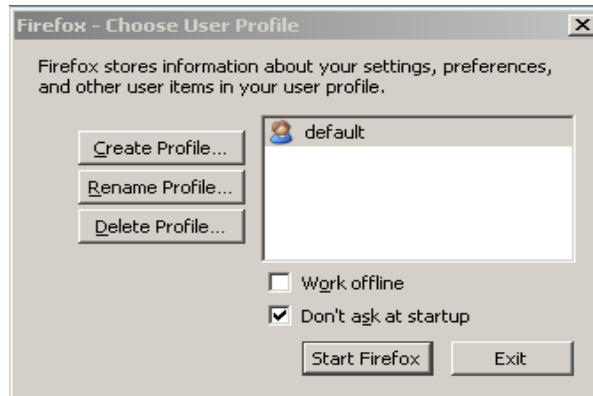 Firefox - Choose User Profile
Firefox stores information about your settings, preferences,
and other user items in your user profile.
Create Profile...
Rename Profile...
Delete Profile...
default
Work offline
Don't ask at startup
Start Firefox
Exit